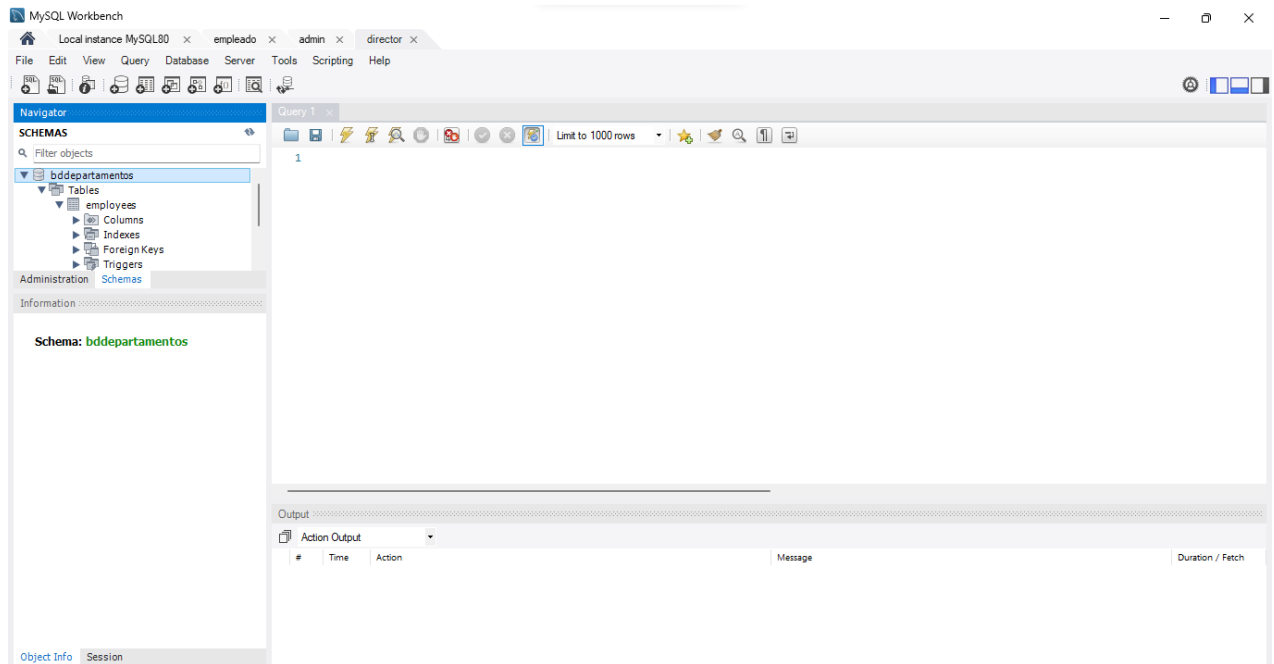 MySQL Workbench
Local instance MySQL80 empleado admin director
File Edit View Query Database Server Tools Scripting Help
Navigator
SCHEMAS
Filter objects
bddepartamentos
Tables
employees
Columns
Indexes
Foreign Keys
Triggers
Administration Schemas
Information
Schema: bddepartamentos
Object Info Session
Query 1
Limit to 1000 rows
1
Output
Action Output
# Time Action Message Duration / Fetch